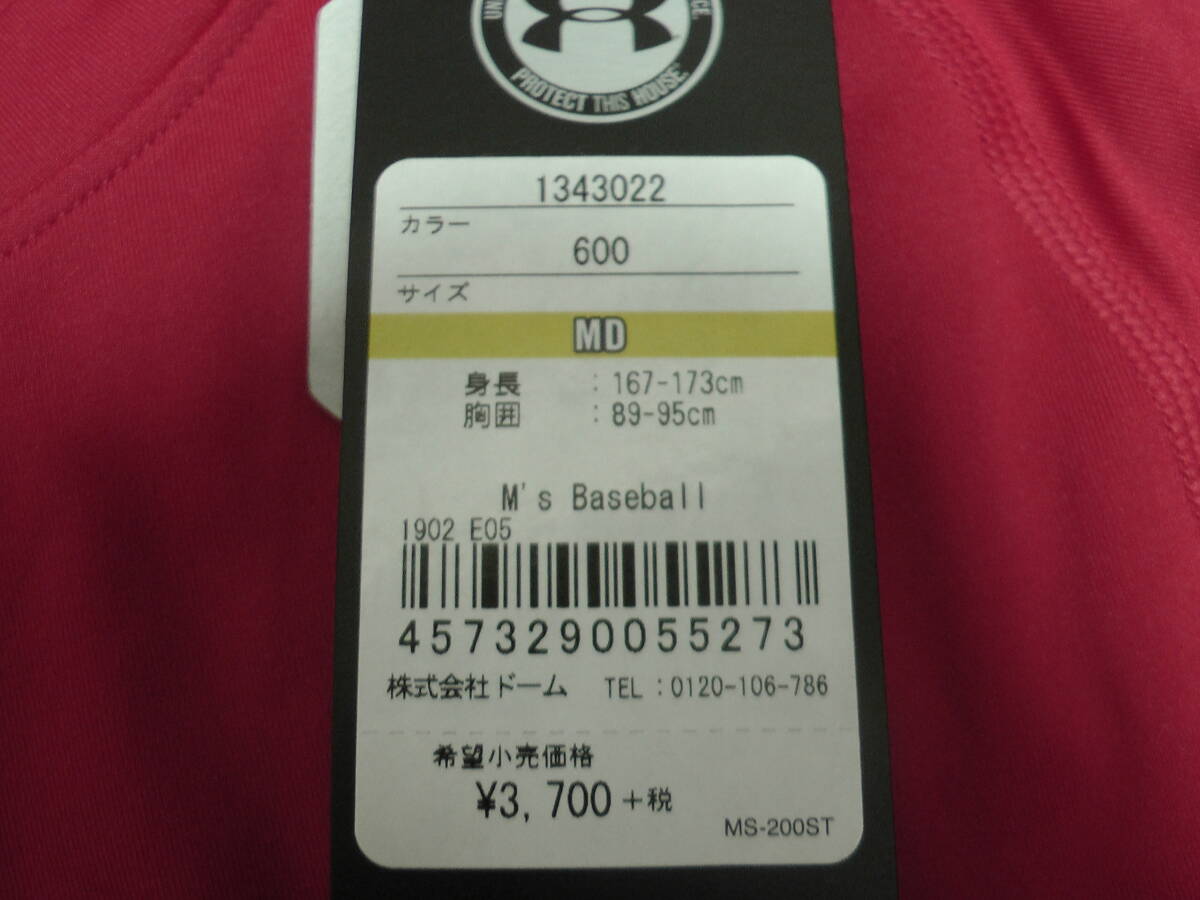 UN
CE.
PROTECT THIS HOUSE.
1343022
カラー
600
サイズ
MD
身長 : 167-173cm
胸囲 : 89-95cm
M's Baseball
1902 E05
4573290055273
株式会社ドーム TEL:0120-106-786
希望小売価格
¥3,700+税
MS-200ST